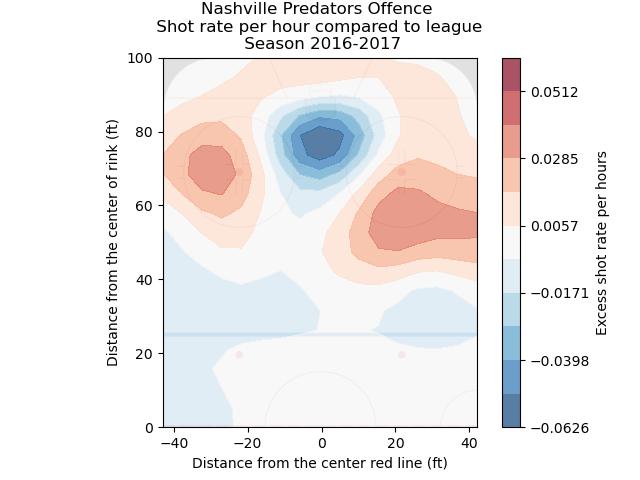 Nashville Predators Offence
Shot rate per hour compared to league
Season 2016-2017
100
80
60
40
20
0
Distance from the center of rink (ft)
−40
−20
0
20
40
Distance from the center red line (ft)
0.0512
0.0285
0.0057
−0.0171
−0.0398
−0.0626
Excess shot rate per hours